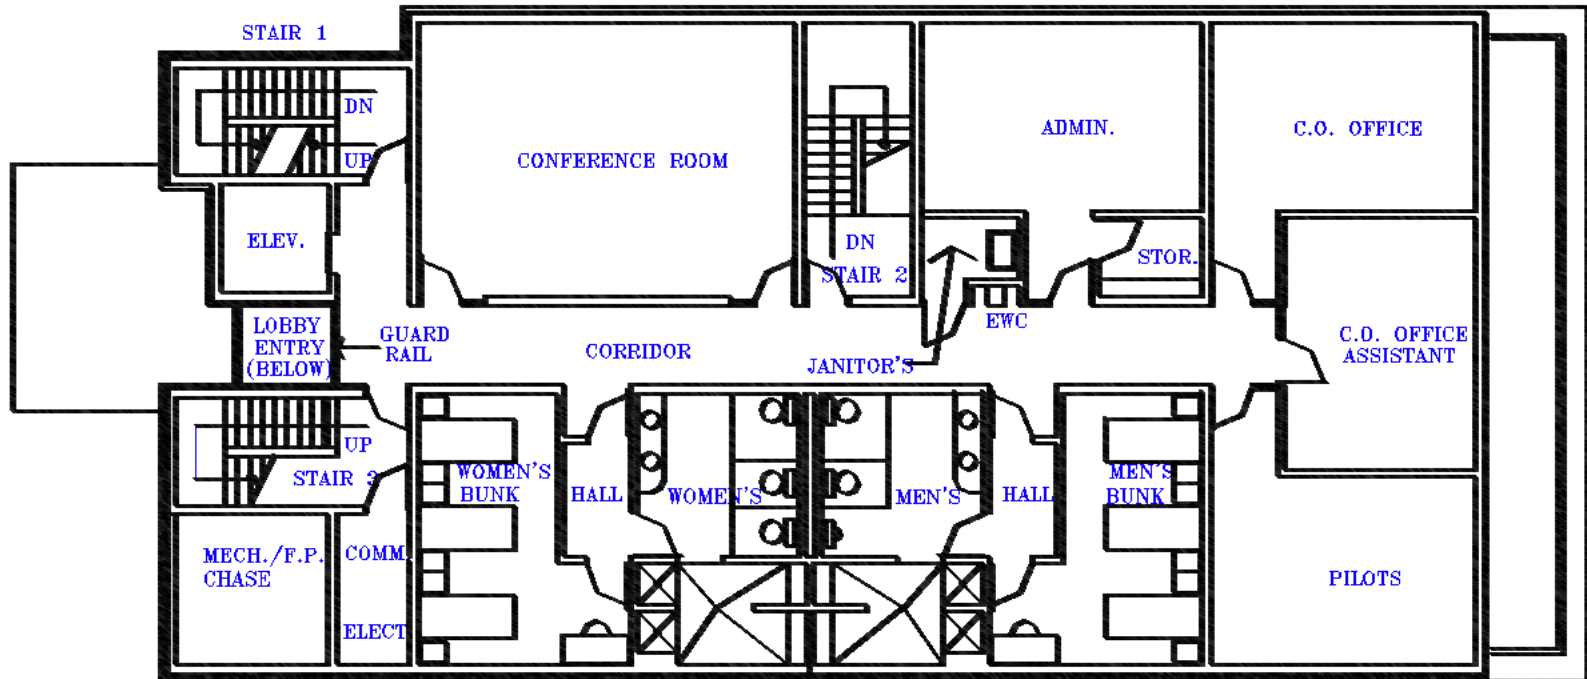 STAIR 1
DN
UP
ADMIN.
C.O. OFFICE
CONFERENCE ROOM
ELEV.
DN
STAIR 2
STOR.
LOBBY
ENTRY
(BELOW)
GUARD
RAIL
CORRIDOR
JANITOR'S
EWC
C.O. OFFICE
ASSISTANT
UP
STAIR 3
WOMEN'S
BUNK
HALL
WOMEN'S
MEN'S
HALL
MEN'S
BUNK
MECH./F.P.
CHASE
COMM.
ELECT
PILOTS